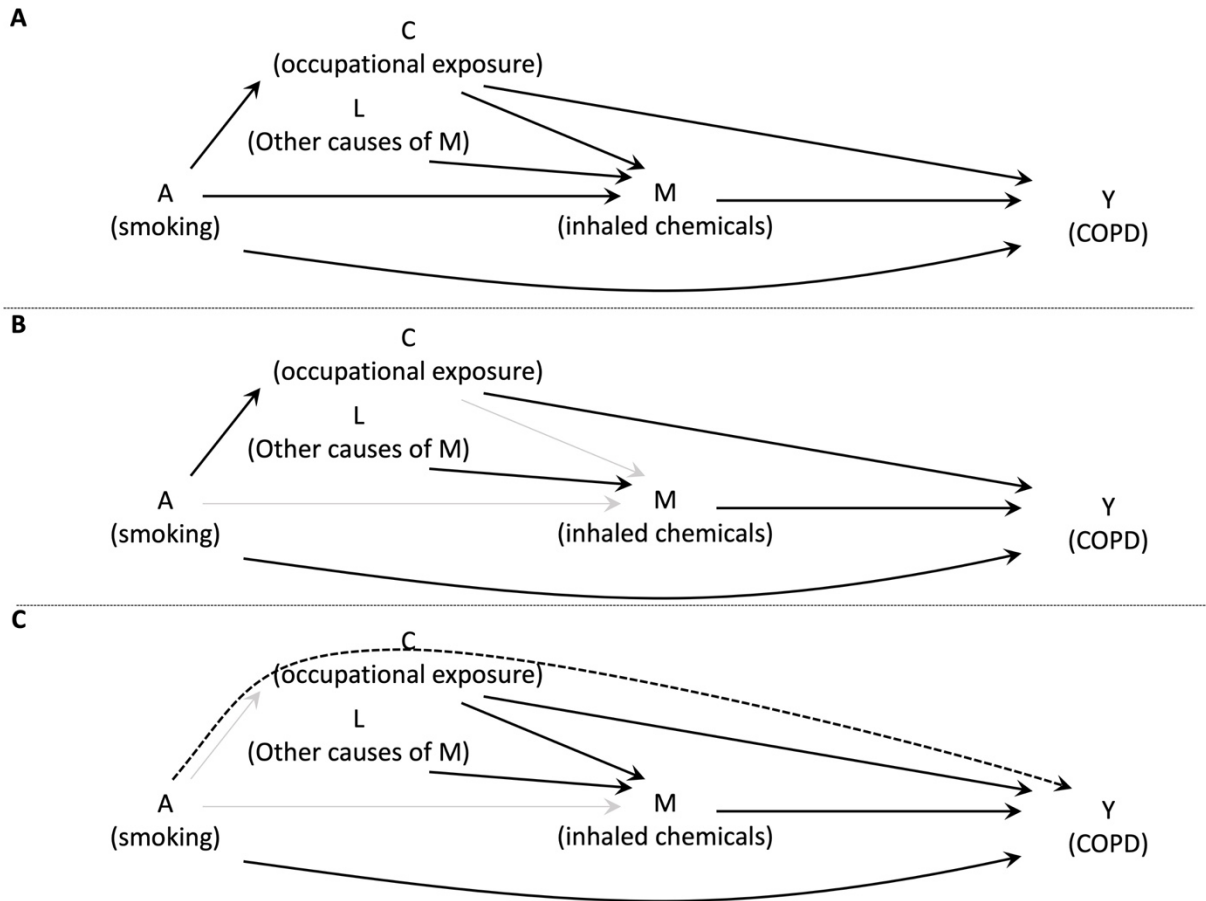 A
C
(occupational exposure)
L
(Other causes of M)
A
(smoking)
M
(inhaled chemicals)
Y
(COPD)
B
C
(occupational exposure)
L
(Other causes of M)
A
(smoking)
M
(inhaled chemicals)
Y
(COPD)
C
C
(occupational exposure)
L
(Other causes of M)
A
(smoking)
M
(inhaled chemicals)
Y
(COPD)